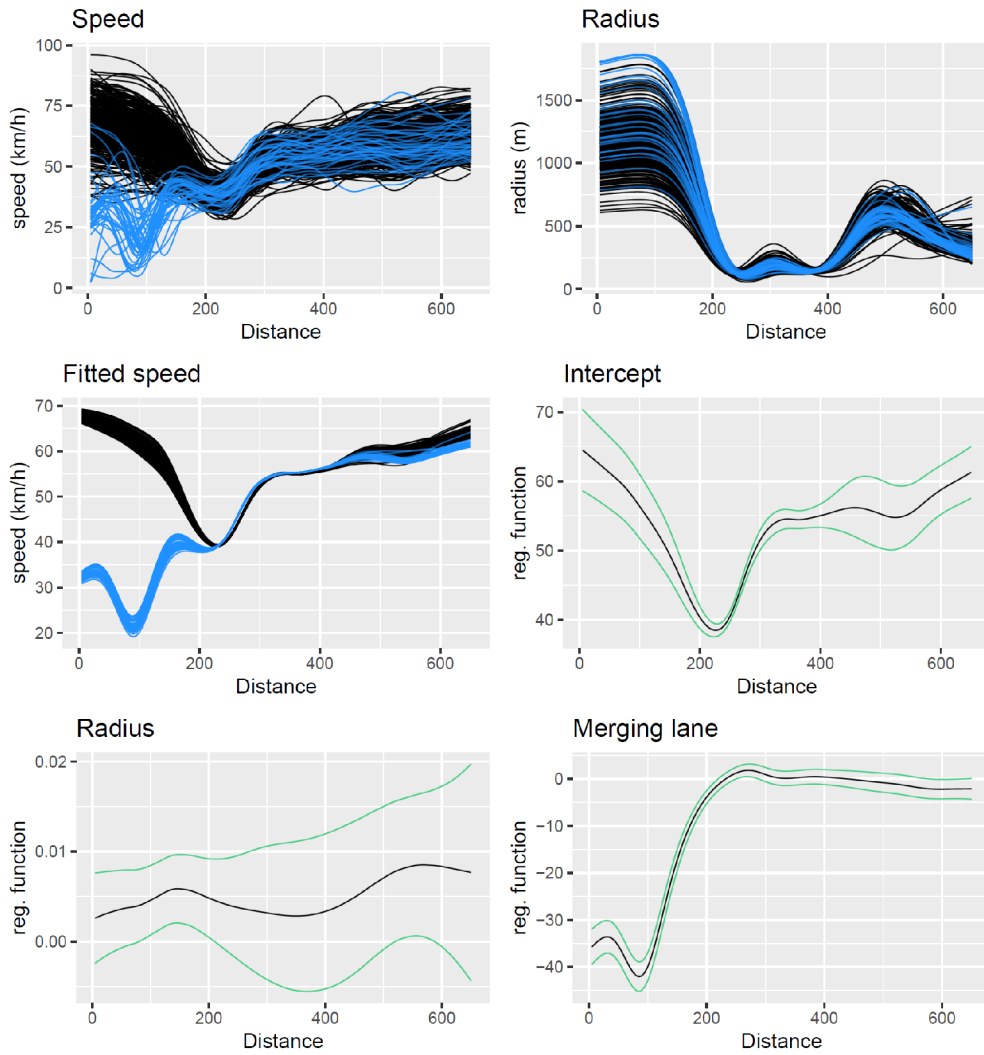 Speed
100
75
50
25
0
speed (km/h)
0 200 400 600
Distance
Radius
1500
1000
500
0
radius (m)
0 200 400 600
Distance
Fitted speed
70
60
50
40
30
20
speed (km/h)
0 200 400 600
Distance
Intercept
70
60
50
40
reg. function
0 200 400 600
Distance
Radius
0.02
0.01
0.00
reg. function
0 200 400 600
Distance
Merging lane
0
−10
−20
−30
−40
reg. function
0 200 400 600
Distance